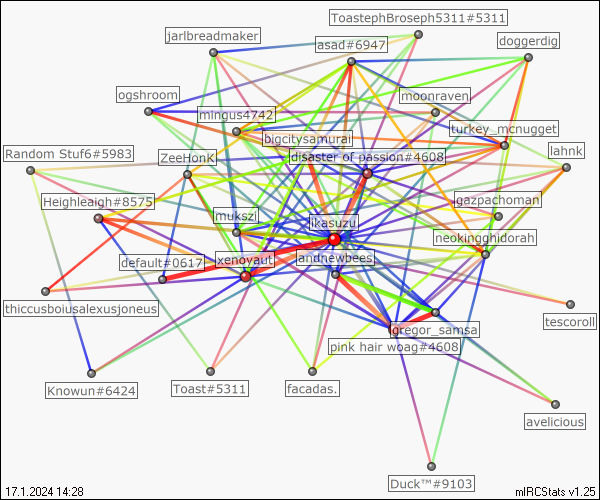 ToastephBroseph5311#5311
jarlbreadmaker
asad#6947
doggerdig
ogshroom
moonraven
mingus4742
turkey_mcnugget
bigcitysamurai
Random Stuf6#5983
ZeeHonk
disaster of passion#4608
lahnk
Heighleigh#8575
gazpachoman
mukszi
ikasuzu
neokingghidorah
default#0617
xenoyaut
andnewbees
thiccusboiusalexusjoneus
tescoroll
gregor_samsa
pink hair woag#4608
Knowun#6424
Toast#5311
facadas.
avelicious
Duck™#9103
17.1.2024 14:28
mIRCStats v1.25